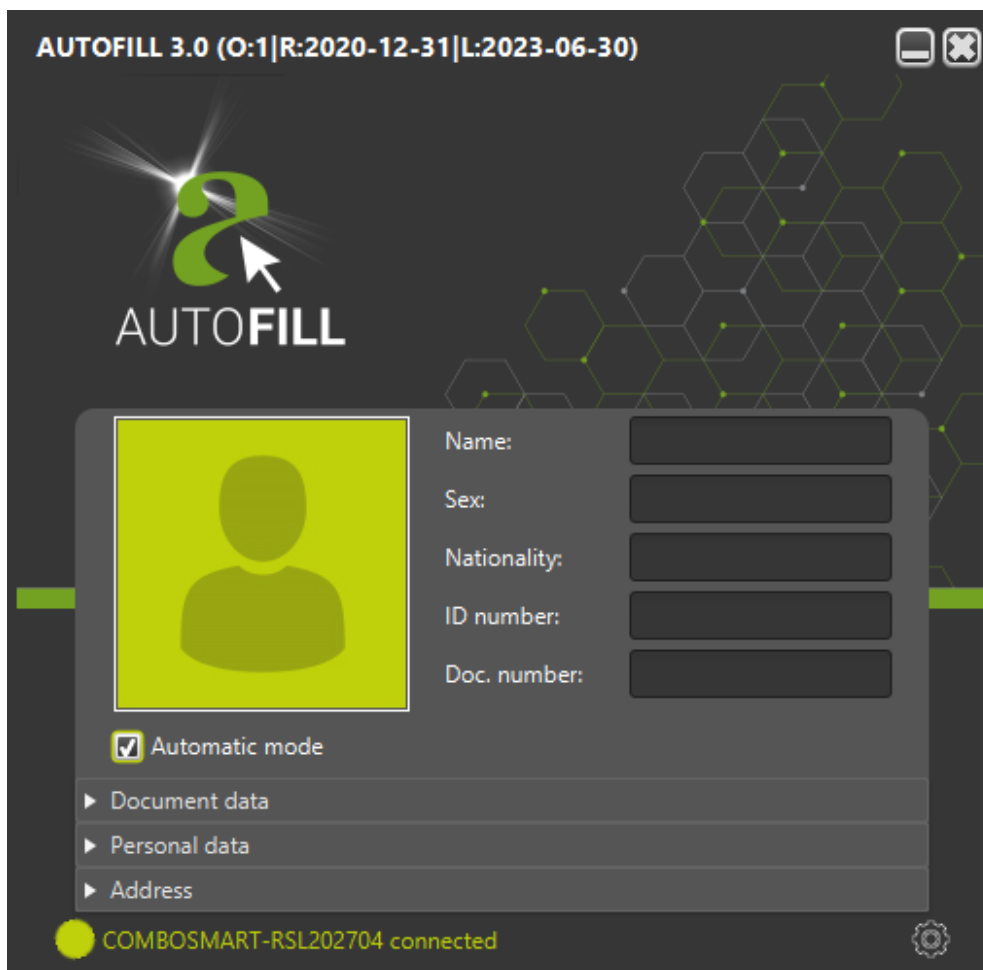 AUTOFILL 3.0 (O:1|R:2020-12-31|L:2023-06-30)
a
AUTOFILL
Name:
Sex:
Nationality:
ID number:
Doc. number:
Automatic mode
Document data
Personal data
Address
COMBOSMART-RSL202704 connected